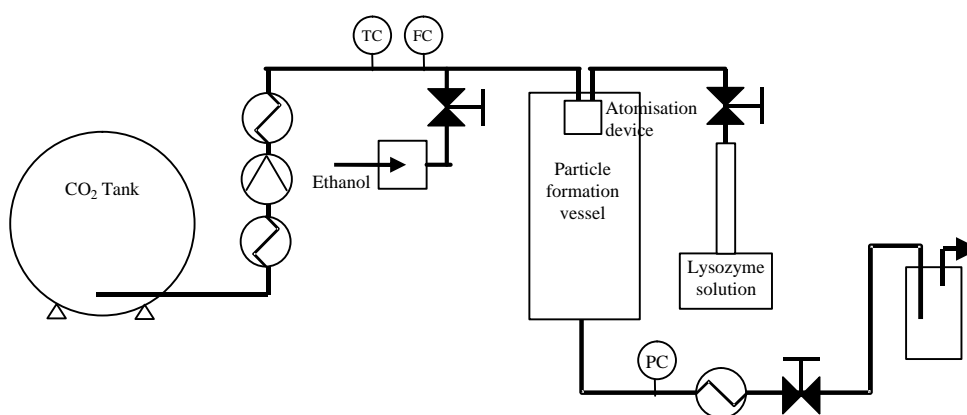 TC
FC
Atomisation
device
CO₂ Tank
Ethanol
Particle
formation
vessel
Lysozyme
solution
PC